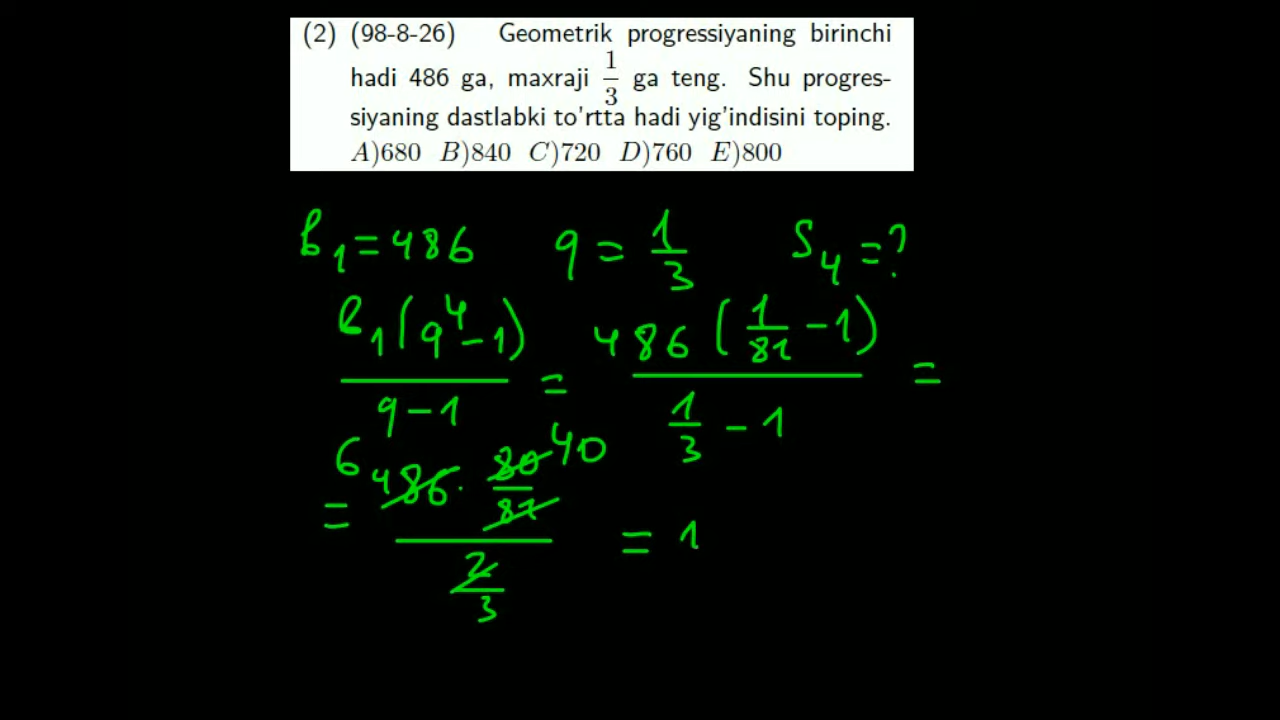 (2) (98-8-26) Geometrik progressiyaning birinchi
hadi 486 ga, maxraji 1/3 ga teng. Shu progres-
siyaning dastlabki to'rtta hadi yig'indisini toping.
A)680 B)840 C)720 D)760 E)800
b₁=486 q = 1/3 S₄=?
b₁(q⁴-1)/(q-1) = 486(1/81 - 1)/(1/3 - 1) =
= 6 486 · 80/81 40 / 2/3 = 1